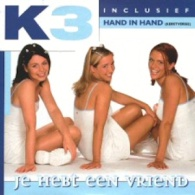 K3
INCLUSIEF
HAND IN HAND
Je HEBT EEN VRIEND